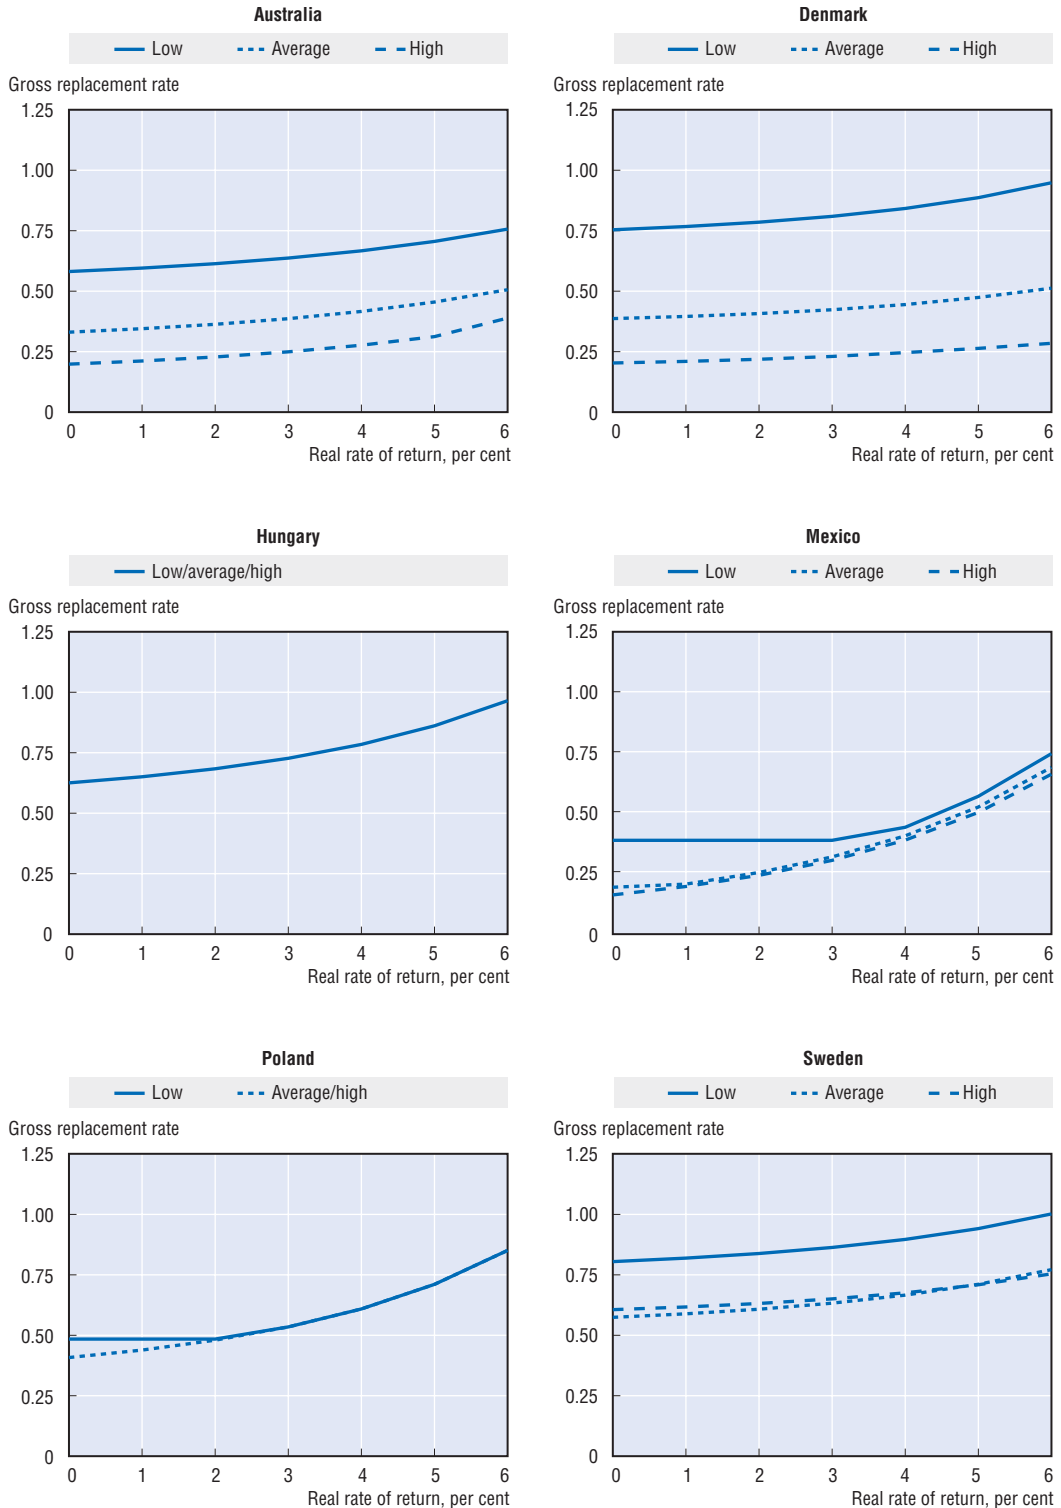 Australia
Low Average High
Gross replacement rate
1.25
1.00
0.75
0.50
0.25
0
0 1 2 3 4 5 6
Real rate of return, per cent
Denmark
Low Average High
Gross replacement rate
1.25
1.00
0.75
0.50
0.25
0
0 1 2 3 4 5 6
Real rate of return, per cent
Hungary
Low/average/high
Gross replacement rate
1.25
1.00
0.75
0.50
0.25
0
0 1 2 3 4 5 6
Real rate of return, per cent
Mexico
Low Average High
Gross replacement rate
1.25
1.00
0.75
0.50
0.25
0
0 1 2 3 4 5 6
Real rate of return, per cent
Poland
Low Average/high
Gross replacement rate
1.25
1.00
0.75
0.50
0.25
0
0 1 2 3 4 5 6
Real rate of return, per cent
Sweden
Low Average High
Gross replacement rate
1.25
1.00
0.75
0.50
0.25
0
0 1 2 3 4 5 6
Real rate of return, per cent